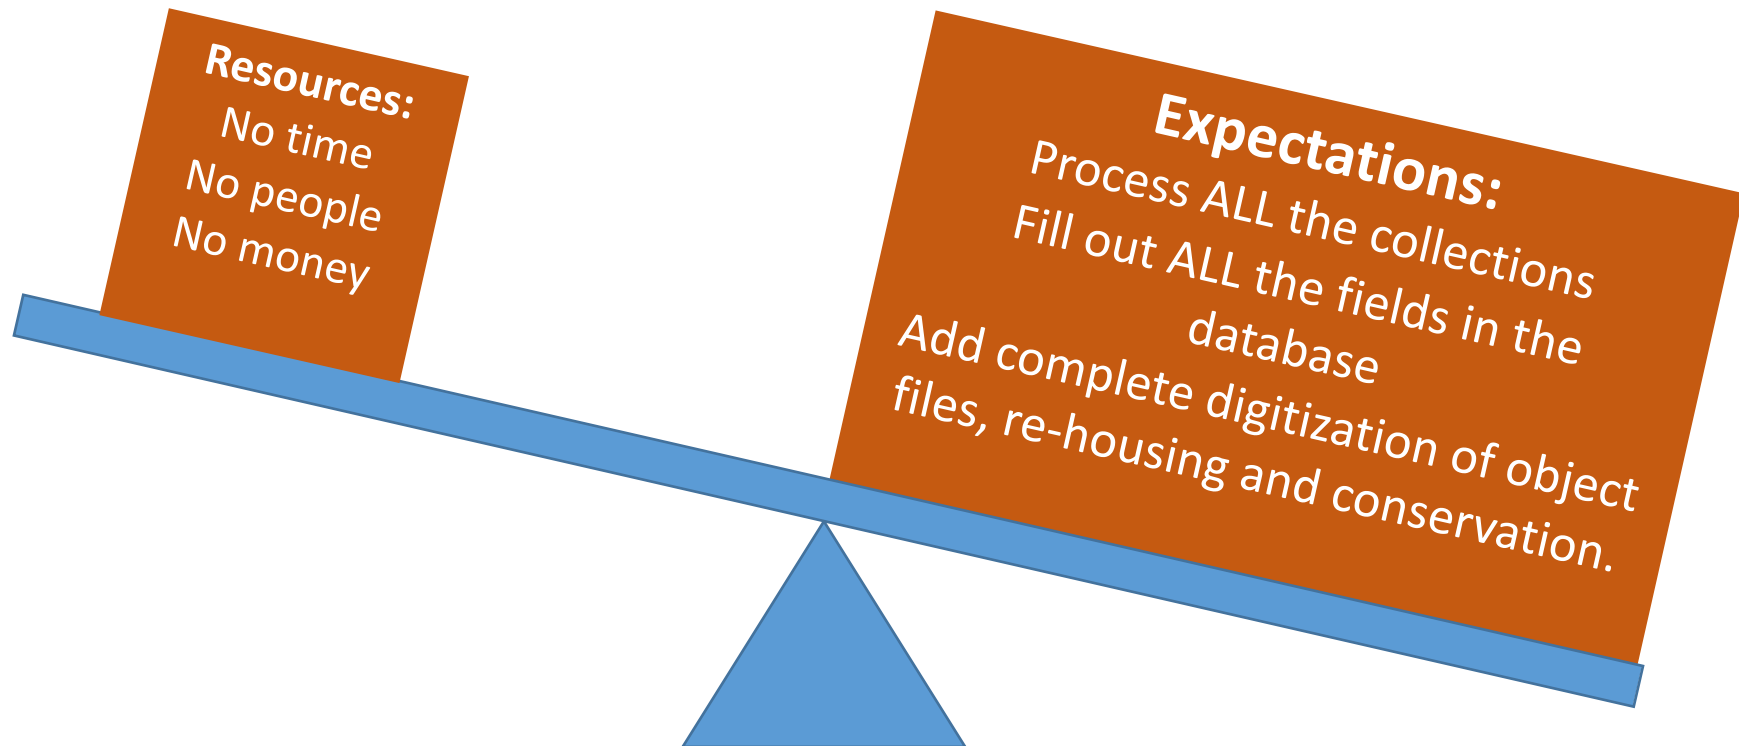 Resources:
No time
No people
No money
Expectations:
Process ALL the collections
Fill out ALL the fields in the
database
Add complete digitization of object
files, re-housing and conservation.